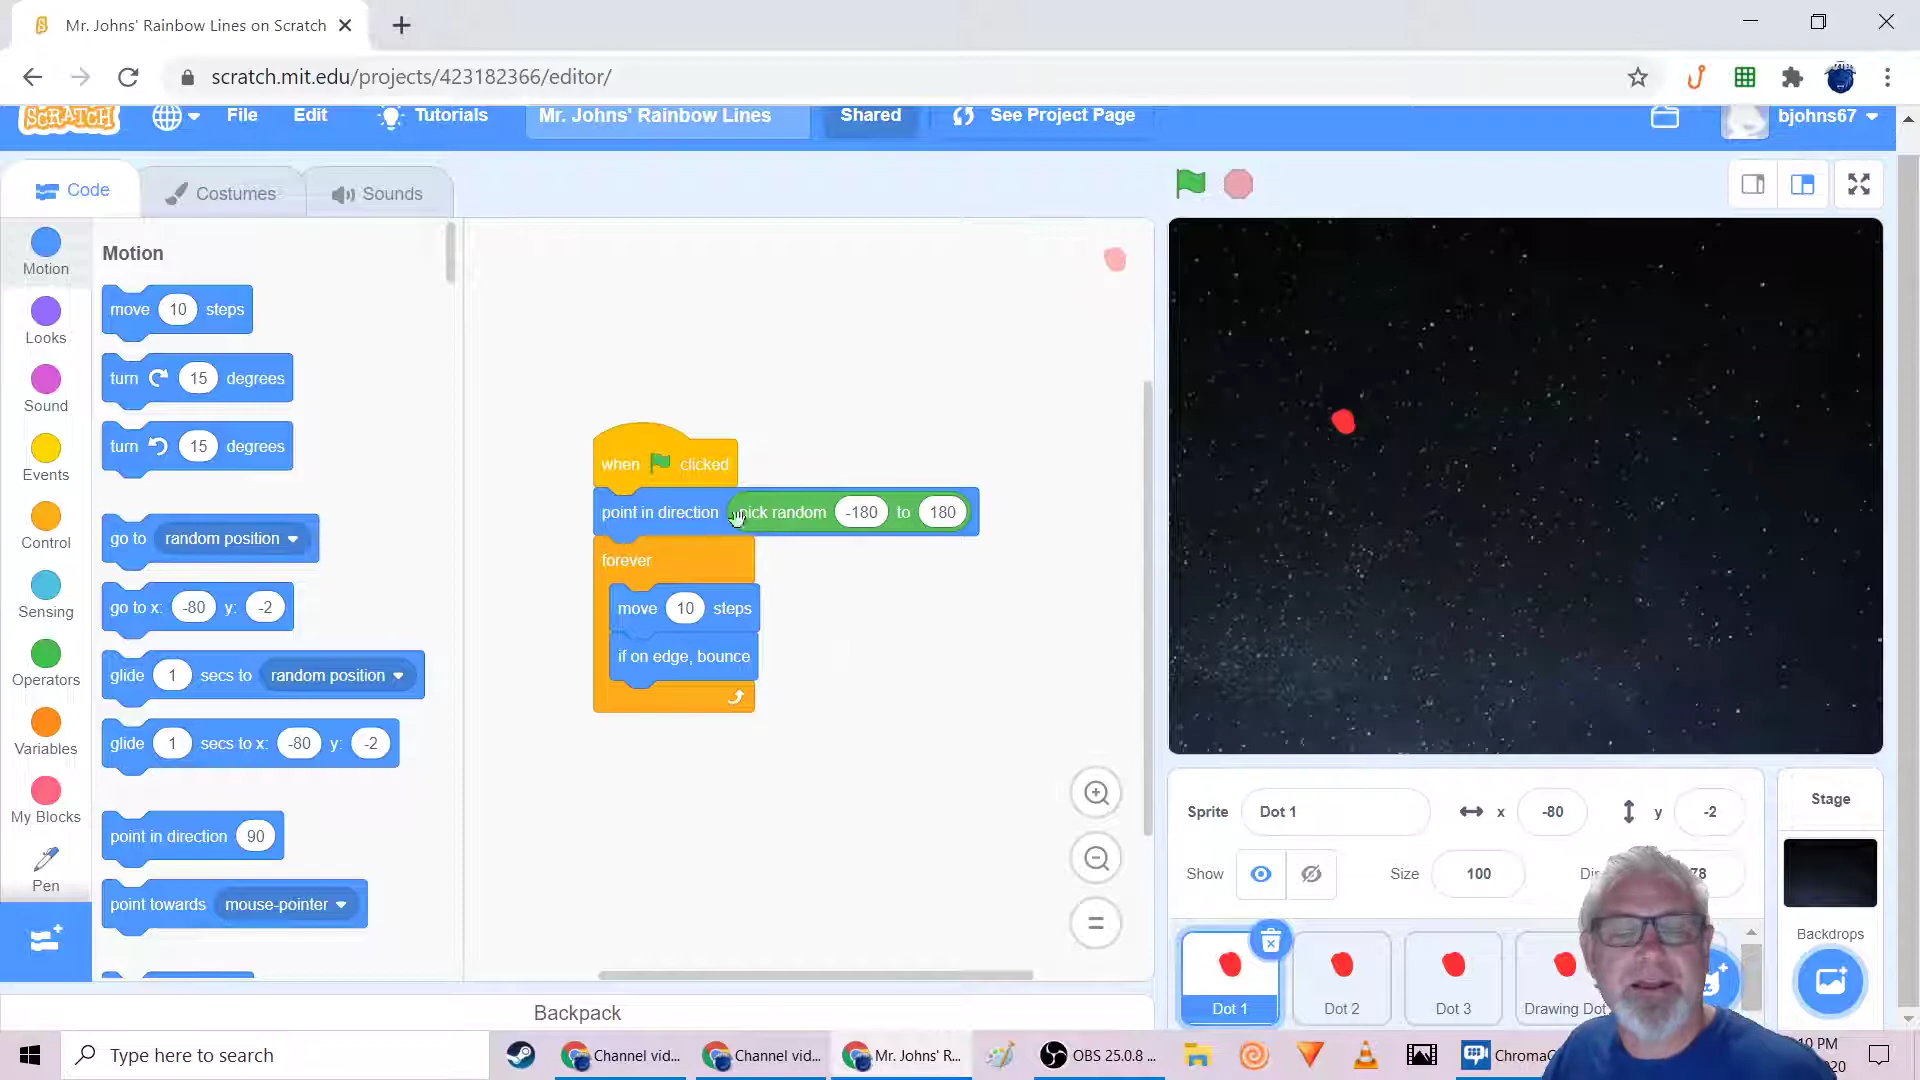 Mr. Johns' Rainbow Lines on Scratch
scratch.mit.edu/projects/423182366/editor/
SCRATCH
File
Edit
Tutorials
Mr. Johns' Rainbow Lines
Shared
See Project Page
bjohns67
Code
Costumes
Sounds
Motion
Looks
Sound
Events
Control
Sensing
Operators
Variables
My Blocks
Pen
Motion
move 10 steps
turn 15 degrees
turn 15 degrees
go to random position
go to x: -80 y: -2
glide 1 secs to random position
glide 1 secs to x: -80 y: -2
point in direction 90
point towards mouse-pointer
when clicked
point in direction pick random -180 to 180
forever
move 10 steps
if on edge, bounce
Backpack
Sprite Dot 1 x -80 y -2
Show Size 100
Stage
Backdrops
Dot 1
Dot 2
Dot 3
Drawing Dot
Type here to search
Channel vid...
Channel vid...
Mr. Johns' R...
OBS 25.0.8 ...